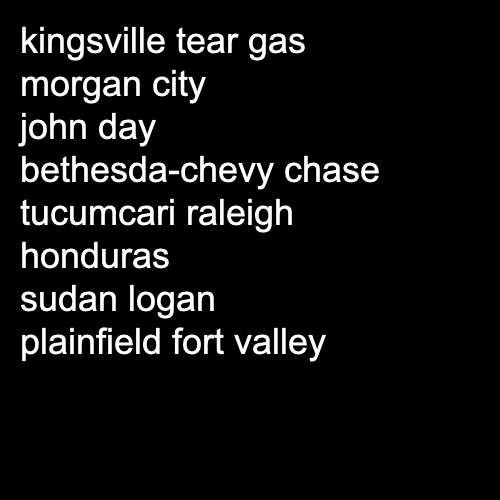 kingsville tear gas
morgan city
john day
bethesda-chevy chase
tucumcari raleigh
honduras
sudan logan
plainfield fort valley